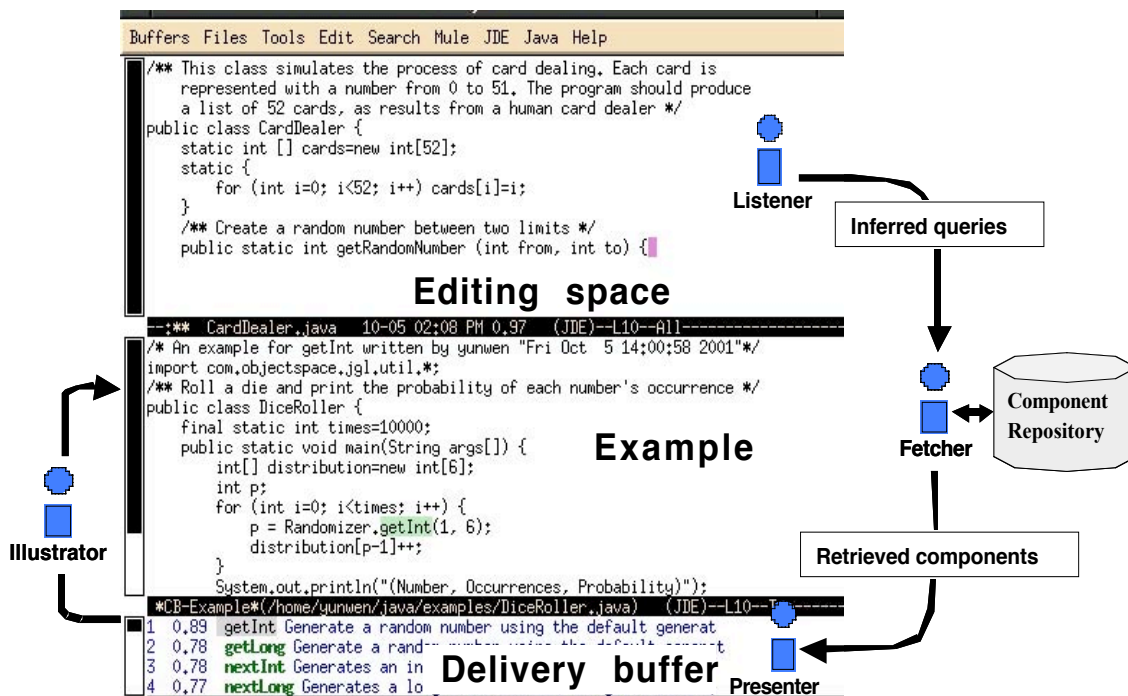 Buffers Files Tools Edit Search Mule JDE Java Help
/** This class simulates the process of card dealing. Each card is
represented with a number from 0 to 51. The program should produce
a list of 52 cards, as results from a human card dealer */
public class CardDealer {
static int [] cards=new int[52];
static {
for (int i=0; i<52; i++) cards[i]=i;
}
/** Create a random number between two limits */
public static int getRandomNumber (int from, int to) {
Editing space
--:** CardDealer.java 10-05 02:08 PM 0.97 (JDE)--L10--All--------------------
/* An example for getInt written by yunwen "Fri Oct 5 14:00:58 2001"*/
import com.objectspace.jgl.util.*;
/** Roll a die and print the probability of each number's occurrence */
public class DiceRoller {
final static int times=10000;
public static void main(String args[]) {
int[] distribution=new int[6];
int p;
for (int i=0; i<times; i++) {
p = Randomizer.getInt(1, 6);
distribution[p-1]++;
}
System.out.println("(Number, Occurrences, Probability)");
Example
*CB-Example*(/home/yunwen/java/examples/DiceRoller.java) (JDE)--L10--
1 0.89 getInt Generate a random number using the default generat
2 0.78 getLong Generate a random number using the default generat
3 0.78 nextInt Generates an in
4 0.77 nextLong Generates a lo
Delivery buffer
Listener
Inferred queries
Fetcher
Component
Repository
Retrieved components
Presenter
Illustrator